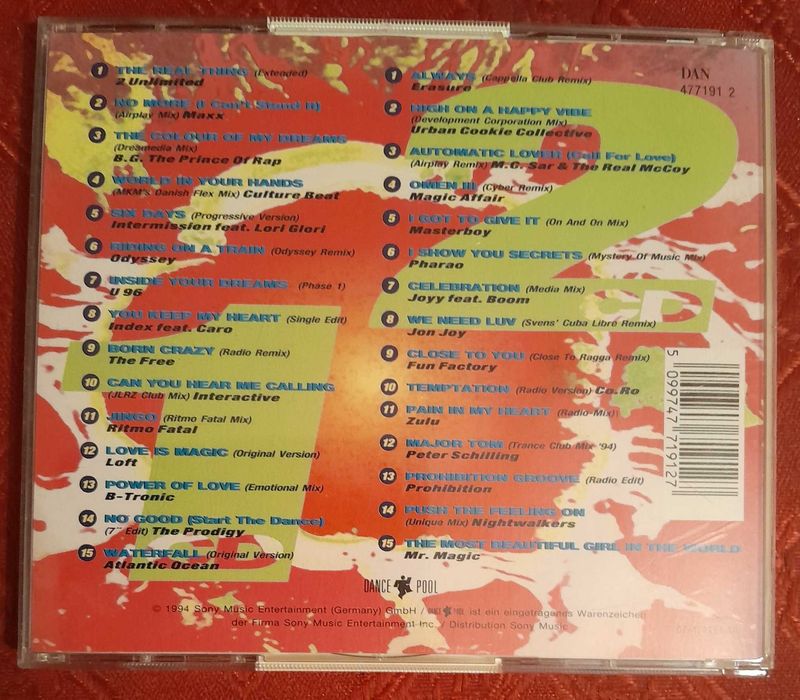 1 THE REAL THING (Extended)
2 Unlimited
2 NO MORE (I Can't Stand It)
(Airplay Mix) Maxx
3 THE COLOUR OF MY DREAMS
(Dreamedia Mix)
B.G. The Prince Of Rap
4 WORLD IN YOUR HANDS
(MKM's Danish Flex Mix) Culture Beat
5 SIX DAYS (Progressive Version)
Intermission feat. Lori Glori
6 RIDING ON A TRAIN (Odyssey Remix)
Odyssey
7 INSIDE YOUR DREAMS (Phase 1)
U 96
8 YOU KEEP MY HEART (Single Edit)
Index feat. Caro
9 BORN CRAZY (Radio Remix)
The Free
10 CAN YOU HEAR ME CALLING
(JLRZ Club Mix) Interactive
11 JINGO (Ritmo Fatal Mix)
Ritmo Fatal
12 LOVE IS MAGIC (Original Version)
Loft
13 POWER OF LOVE (Emotional Mix)
B-Tronic
14 NO GOOD (Start The Dance)
(7" Edit) The Prodigy
15 WATERFALL (Original Version)
Atlantic Ocean
1 ALWAYS (Cappella Club Remix)
Erasure
2 HIGH ON A HAPPY VIBE
(Development Corporation Mix)
Urban Cookie Collective
3 AUTOMATIC LOVER (Call For Love)
(Airplay Remix) M.C. Sar & The Real McCoy
4 OMEN III (Cyber Remix)
Magic Affair
5 I GOT TO GIVE IT (On And On Mix)
Masterboy
6 I SHOW YOU SECRETS (Mystery Of Music Mix)
Pharao
7 CELEBRATION (Media Mix)
Joyy feat. Boom
8 WE NEED LUV (Svens' Cuba Libre Remix)
Jon Joy
9 CLOSE TO YOU (Close To Ragga Remix)
Fun Factory
10 TEMPTATION (Radio Version) Co.Ro
11 PAIN IN MY HEART (Radio-Mix)
Zulu
12 MAJOR TOM (Trance Club Mix '94)
Peter Schilling
13 PROHIBITION GROOVE (Radio Edit)
Prohibition
14 PUSH THE FEELING ON
(Unique Mix) Nightwalkers
15 THE MOST BEAUTIFUL GIRL IN THE WORLD
Mr. Magic
DAN
477191 2
1
CD
2
CD
5 099747 719127
DANCE POOL
© 1994 Sony Music Entertainment (Germany) GmbH / DANCE POOL ist ein eingetragenes Warenzeichen
der Firma Sony Music Entertainment Inc. / Distribution Sony Music